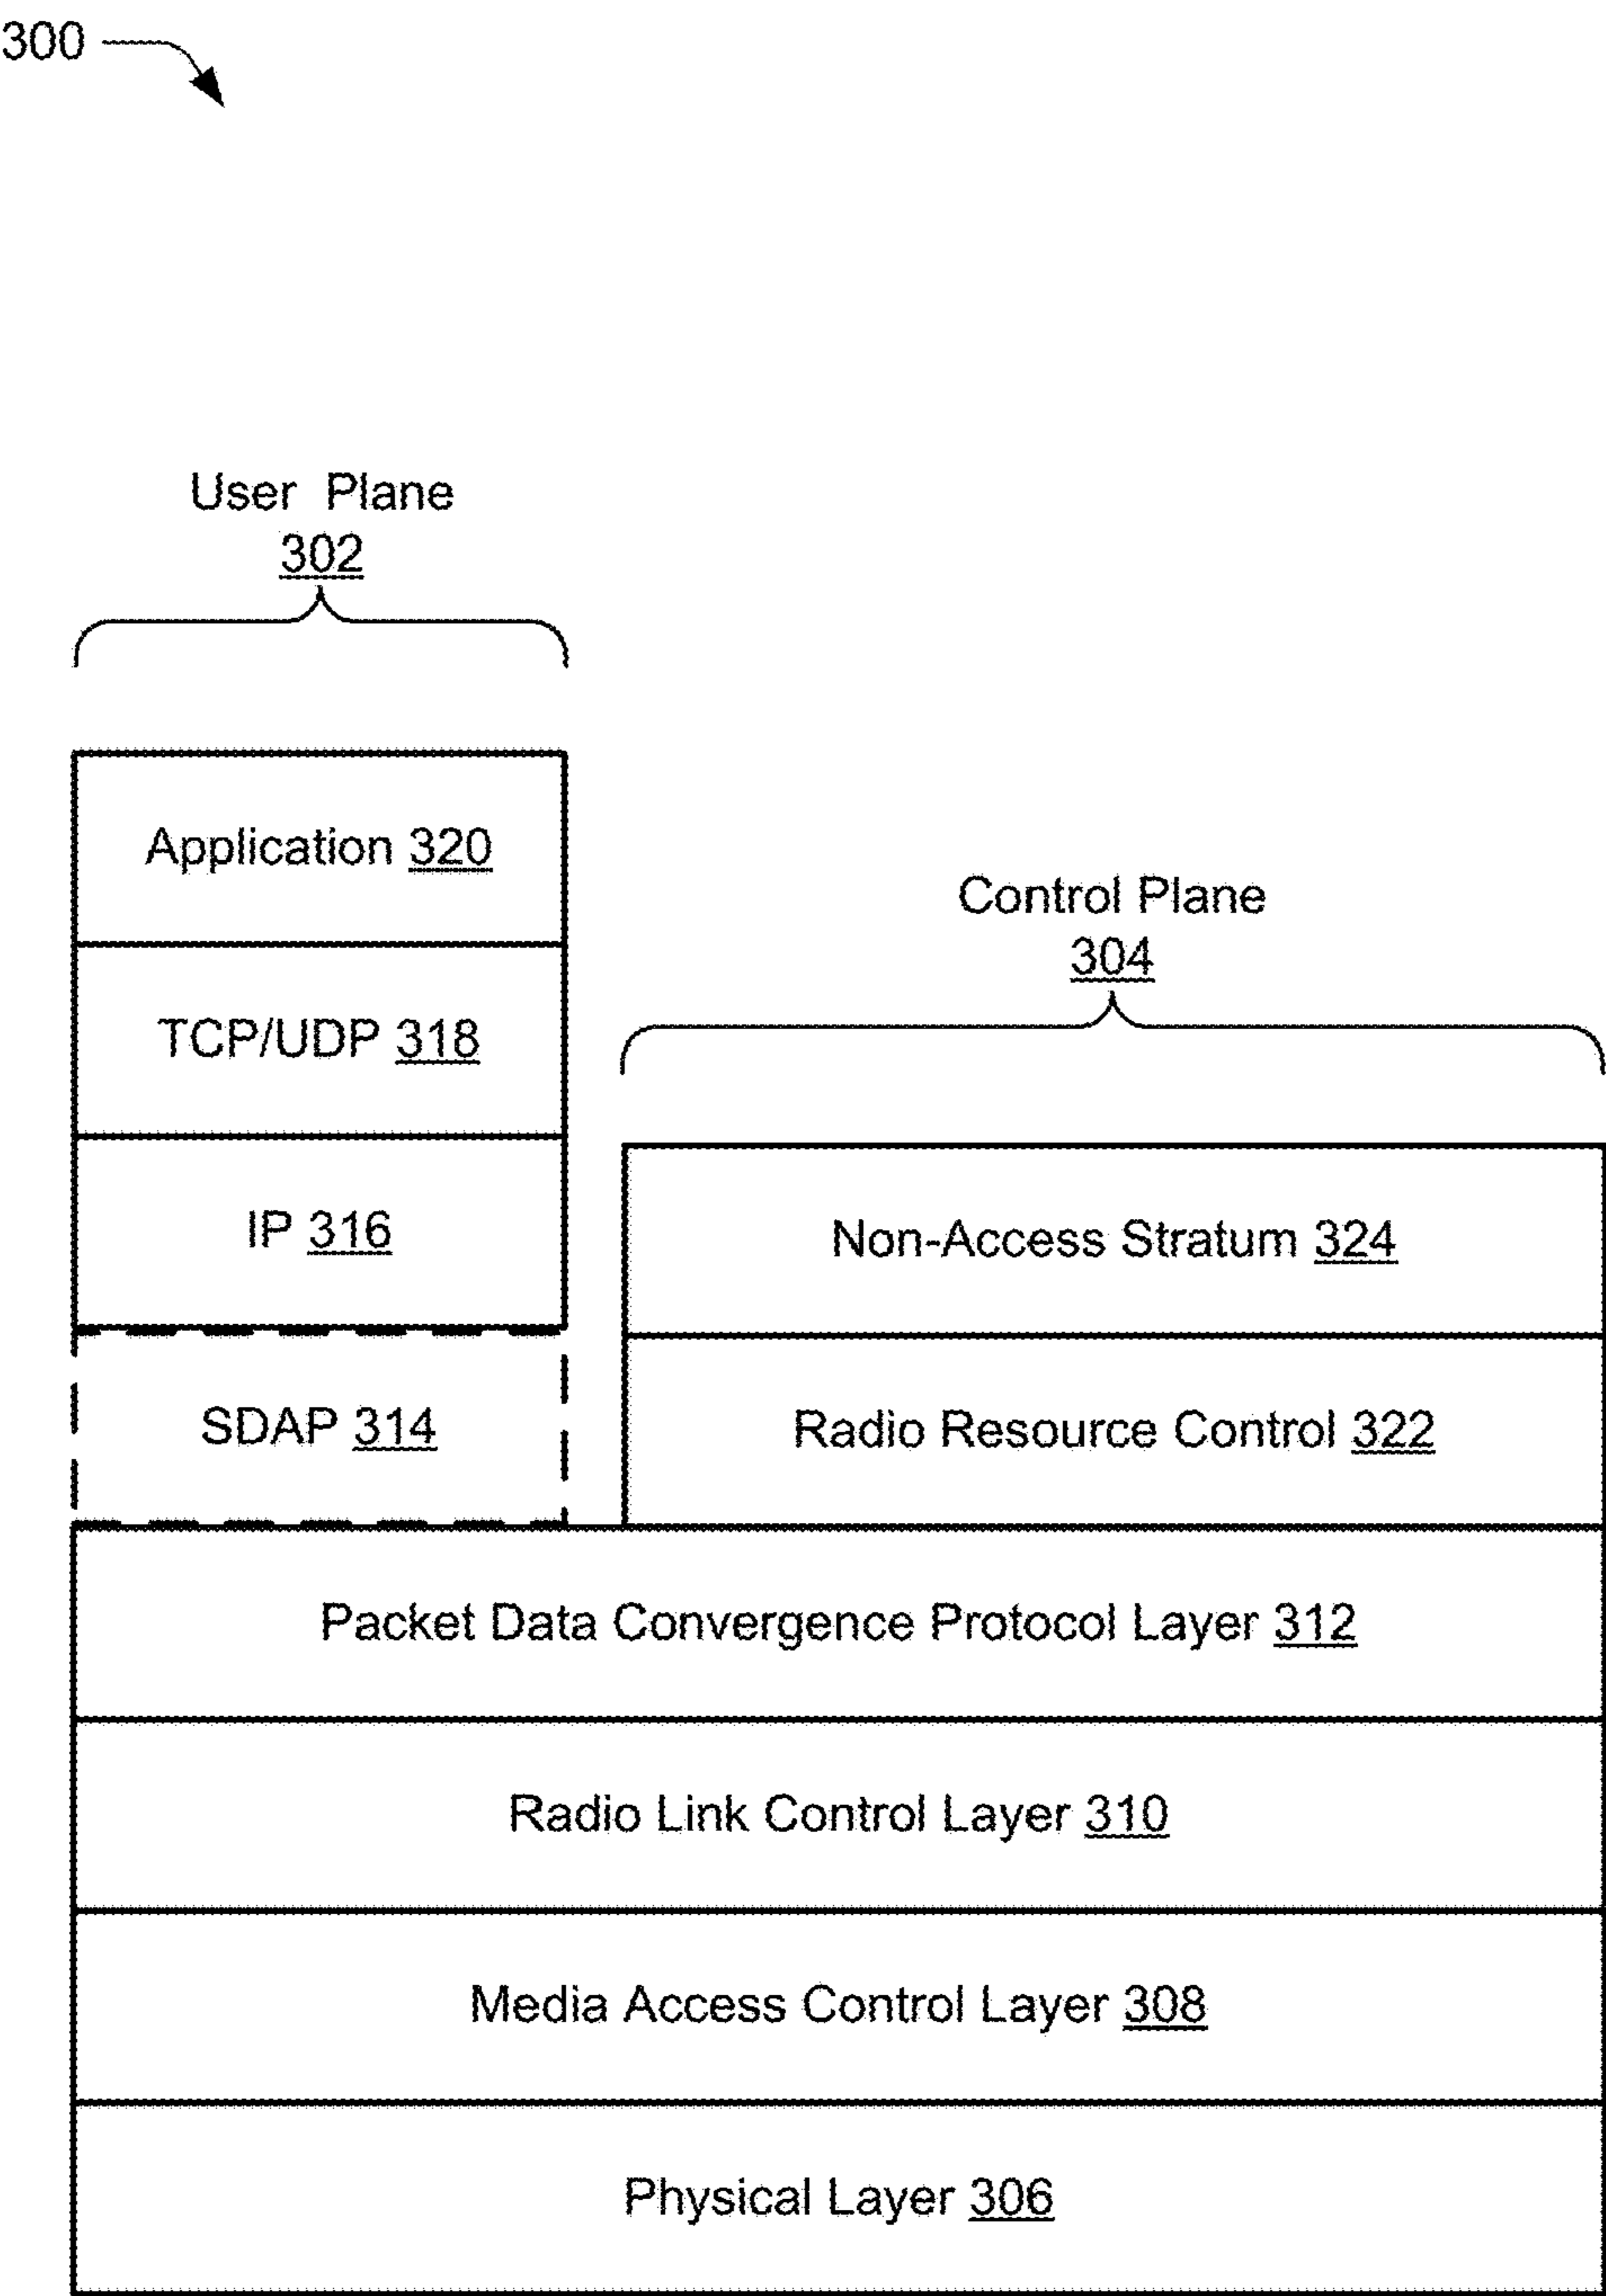 300
User Plane
302
Application 320
TCP/UDP 318
IP 316
SDAP 314
Control Plane
304
Non-Access Stratum 324
Radio Resource Control 322
Packet Data Convergence Protocol Layer 312
Radio Link Control Layer 310
Media Access Control Layer 308
Physical Layer 306